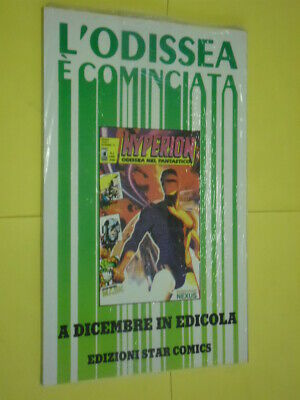 L'ODISSEA
È COMINCIATA
HYPERION
ODISSEA NEL FANTASTICO
NEXUS
A DICEMBRE IN EDICOLA
EDIZIONI STAR COMICS